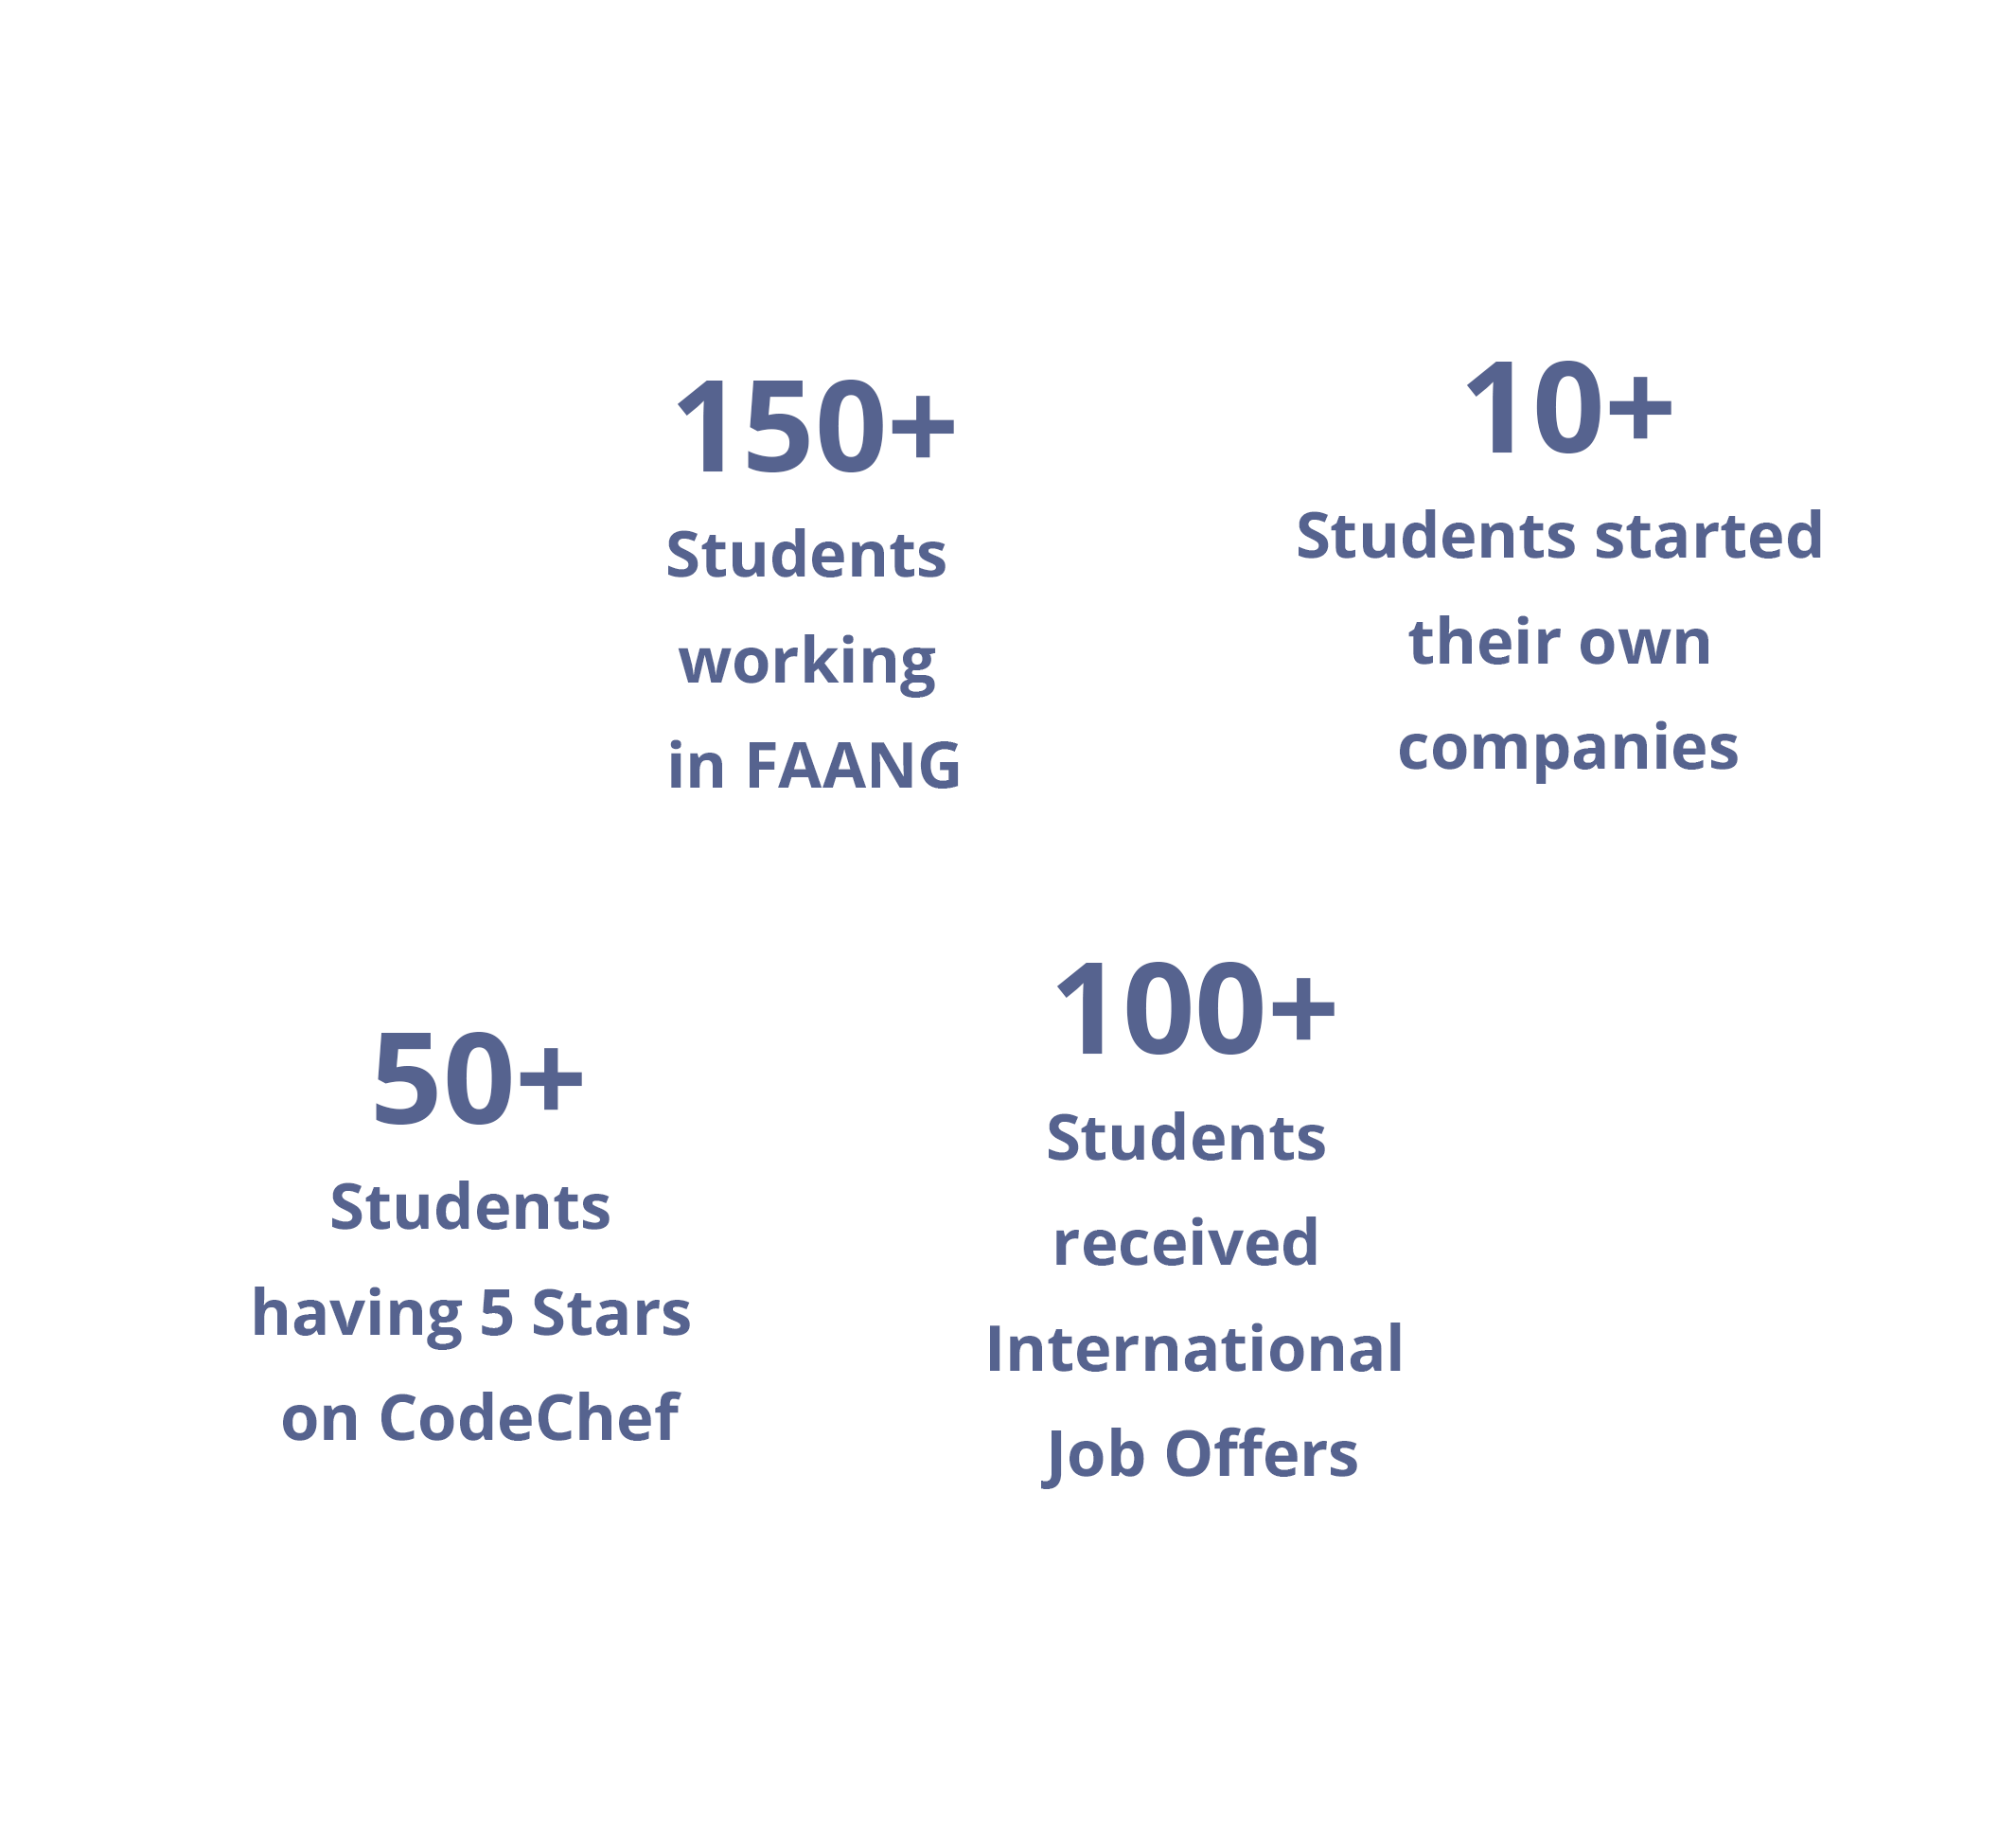 150+
Students
working
in FAANG
10+
Students started
their own
companies
50+
Students
having 5 Stars
on CodeChef
100+
Students
received
International
Job Offers